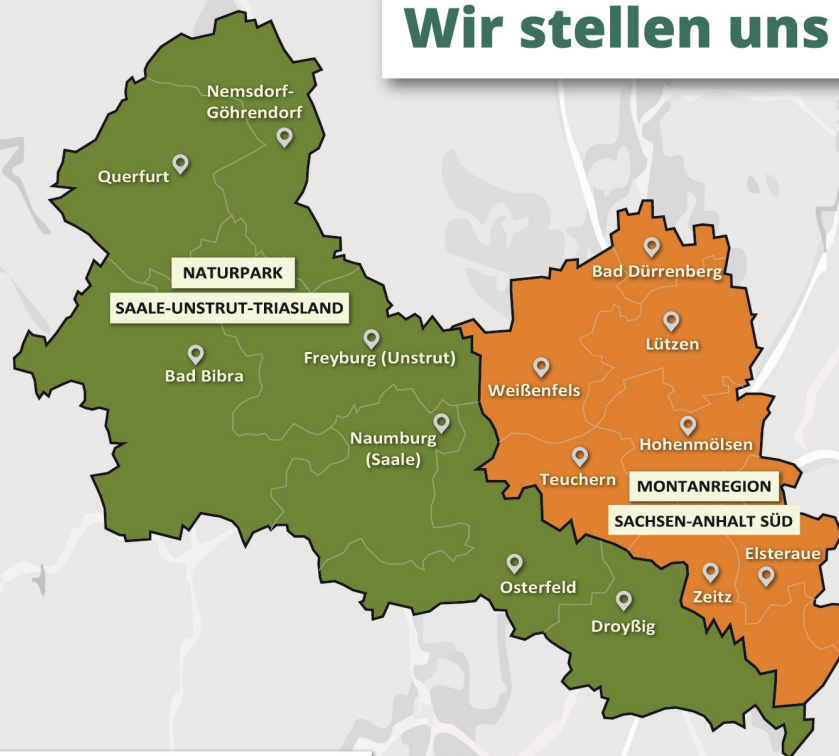 Wir stellen uns
Nemsdorf-
Göhrendorf
Querfurt
NATURPARK
SAALE-UNSTRUT-TRIASLAND
Bad Bibra
Freyburg (Unstrut)
Naumburg
(Saale)
Osterfeld
Droyßig
Bad Dürrenberg
Lützen
Weißenfels
Hohenmölsen
Teuchern
MONTANREGION
SACHSEN-ANHALT SÜD
Elsteraue
Zeitz